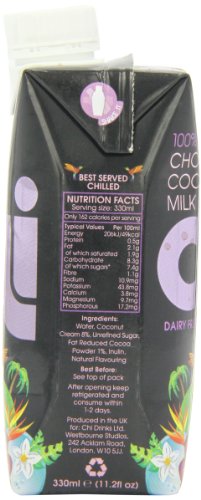 BEST SERVED
CHILLED
NUTRITION FACTS
Serving size: 330ml
Only 162 calories per serving
Typical Values Per 100ml
Energy 206kJ/49kcal
Protein 0.5g
Fat 2.1g
of which saturated 1.9g
Carbohydrate 8.3g
of which sugars 7.4g
Fibre 1.1g
Sodium 10.9mg
Potassium 43.8mg
Calcium 3.8mg
Magnesium 9.7mg
Phosphorous 17.2mg
Ingredients:
Water, Coconut
Cream 8%, Unrefined Sugar,
Fat Reduced Cocoa
Powder 1%, Inulin,
Natural Flavouring
Best Before:
See top of pack
After opening keep
refrigerated and
consume within
1-2 days.
Produced in the UK
for: Chi Drinks Ltd.
Westbourne Studios,
242 Acklam Road,
London, W10 5JJ.
330ml e (11.2fl oz)
100%
CHO
COC
MILK
DAIRY FR